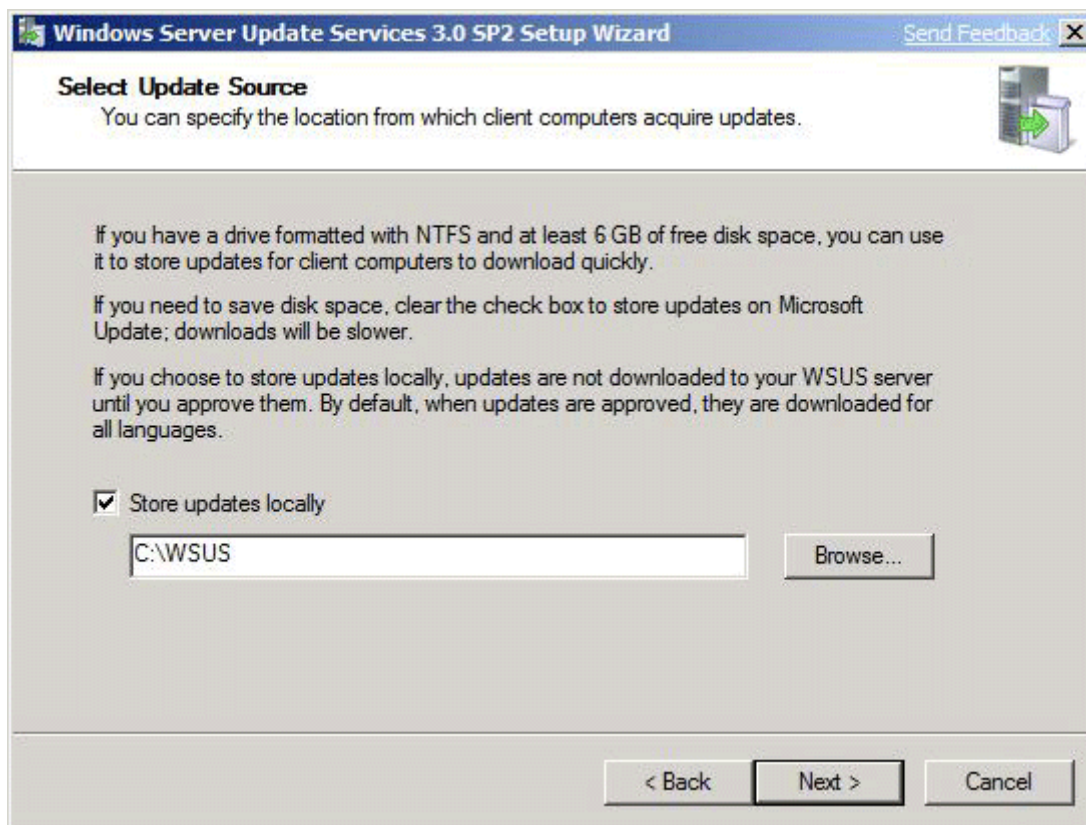 Windows Server Update Services 3.0 SP2 Setup Wizard Send Feedback
Select Update Source
You can specify the location from which client computers acquire updates.
If you have a drive formatted with NTFS and at least 6 GB of free disk space, you can use
it to store updates for client computers to download quickly.
If you need to save disk space, clear the check box to store updates on Microsoft
Update; downloads will be slower.
If you choose to store updates locally, updates are not downloaded to your WSUS server
until you approve them. By default, when updates are approved, they are downloaded for
all languages.
Store updates locally
C:\WSUS Browse...
< Back Next > Cancel